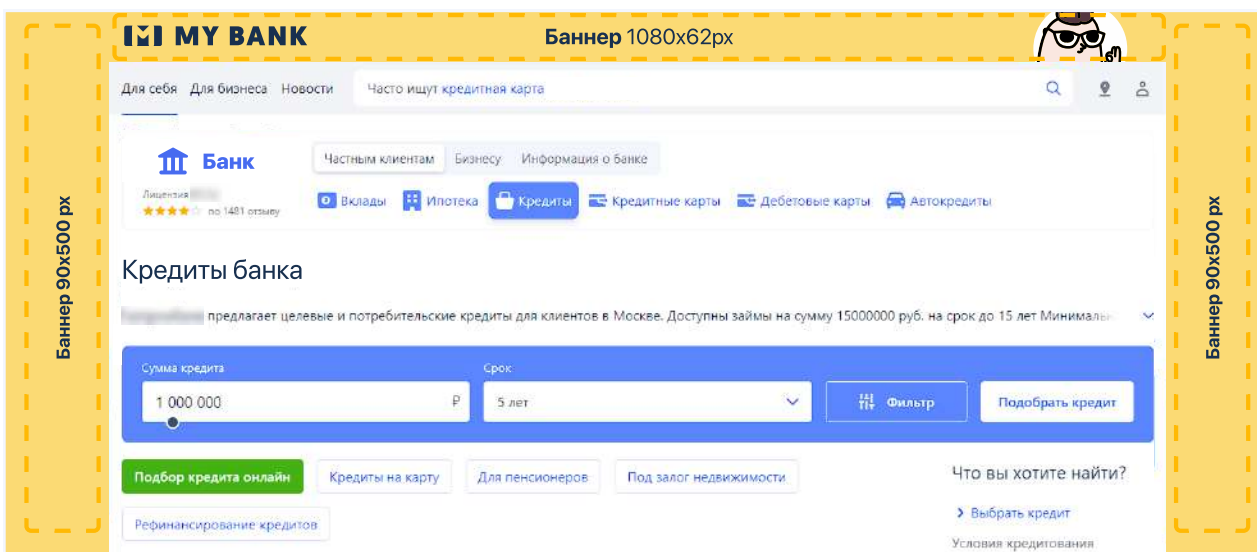 MY BANK
Баннер 1080x62px
Для себя Для бизнеса Новости Часто ищут кредитная карта
Банк
Частным клиентам Бизнесу Информация о банке
Лицензия
по 1481 отзыву
Вклады Ипотека Кредиты Кредитные карты Дебетовые карты Автокредиты
Баннер 90x500 px
Баннер 90x500 px
Кредиты банка
предлагает целевые и потребительские кредиты для клиентов в Москве. Доступны займы на сумму 15000000 руб. на срок до 15 лет
Сумма кредита Срок
1 000 000 ₽ 5 лет Фильтр Подобрать кредит
Подбор кредита онлайн Кредиты на карту Для пенсионеров Под залог недвижимости
Что вы хотите найти?
Рефинансирование кредитов
Выбрать кредит
Условия кредитования